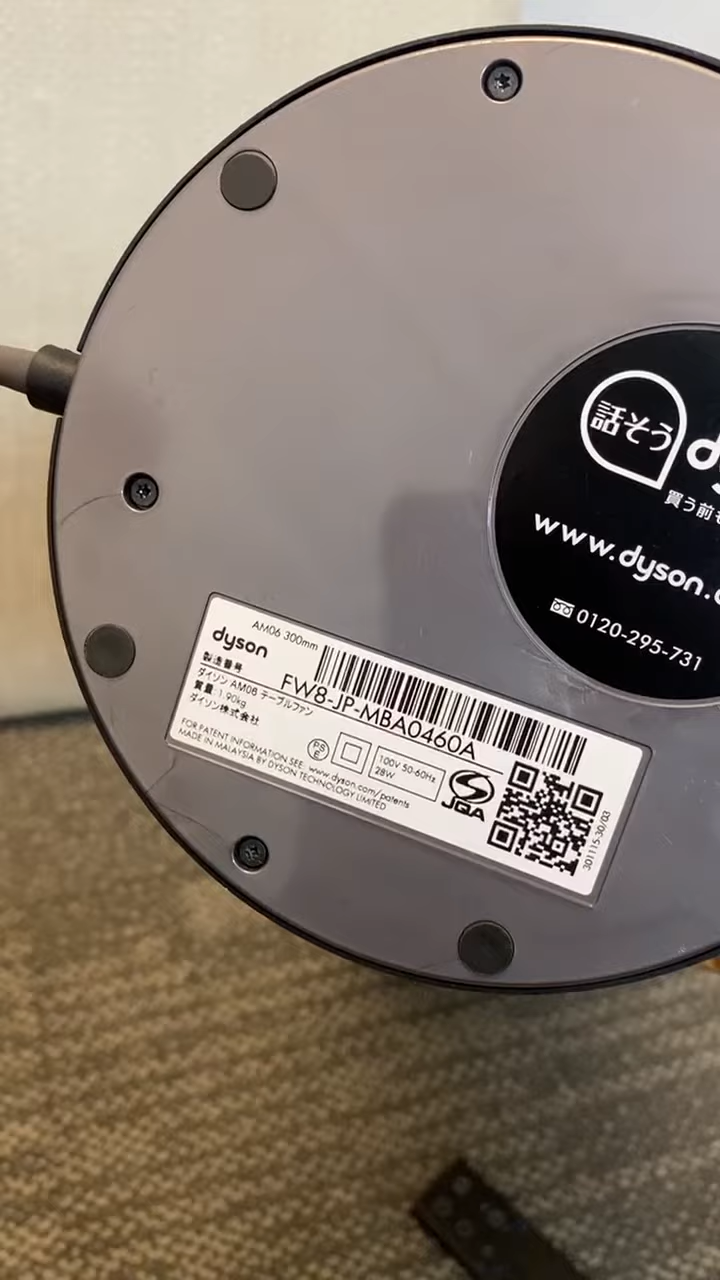 話そう
d
買う前も
www.dyson.c
0120-295-731
AM06 300mm
dyson
製造番号
FW8-JP-MBA0460A
ダイソン AM06 テーブルファン
質量: 1.90kg
ダイソン株式会社
PS
E
100V 50-60Hz
28W
JQA
FOR PATENT INFORMATION SEE: www.dyson.com/patents
MADE IN MALAYSIA BY DYSON TECHNOLOGY LIMITED
301115-30/03